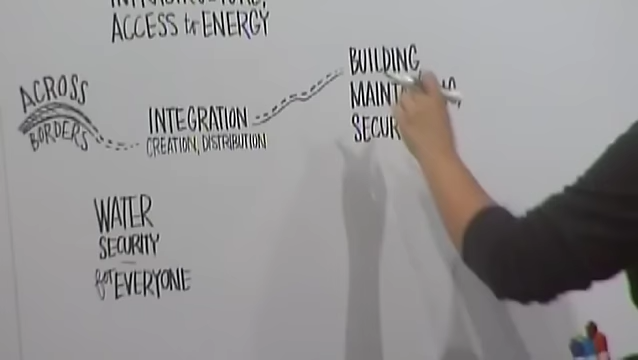 ACCESS to ENERGY
ACROSS
BORDERS
INTEGRATION
CREATION, DISTRIBUTION
BUILDING
WATER
SECURITY
for EVERYONE